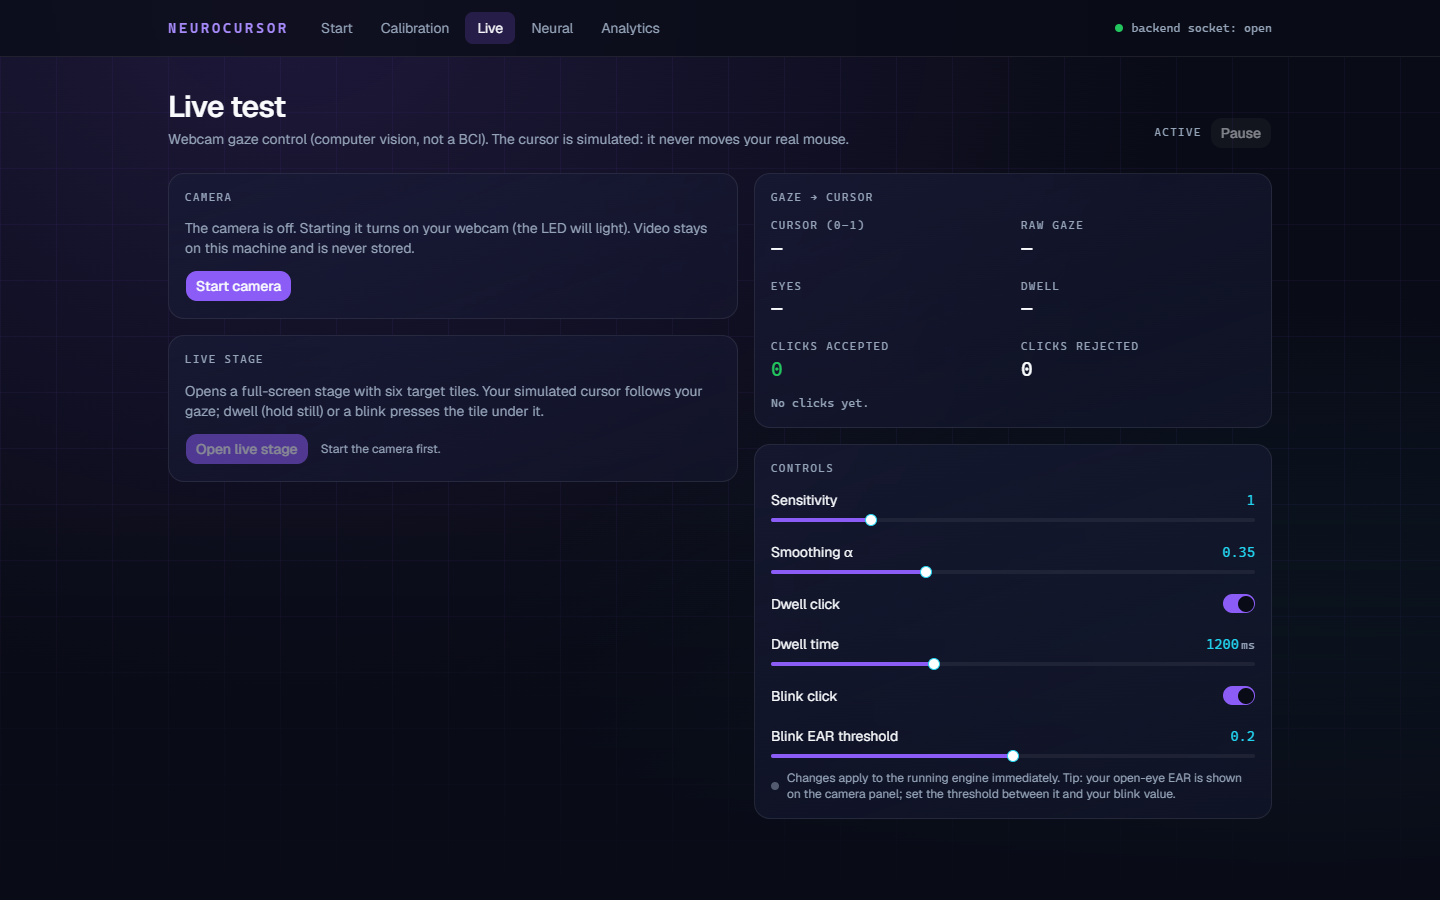 NEUROCURSOR Start Calibration Live Neural Analytics backend socket: open
Live test
Webcam gaze control (computer vision, not a BCI). The cursor is simulated: it never moves your real mouse.
ACTIVE Pause
CAMERA
The camera is off. Starting it turns on your webcam (the LED will light). Video stays
on this machine and is never stored.
Start camera
LIVE STAGE
Opens a full-screen stage with six target tiles. Your simulated cursor follows your
gaze; dwell (hold still) or a blink presses the tile under it.
Open live stage Start the camera first.
GAZE → CURSOR
CURSOR (0–1) RAW GAZE
— —
EYES DWELL
— —
CLICKS ACCEPTED CLICKS REJECTED
0 0
No clicks yet.
CONTROLS
Sensitivity 1
Smoothing α 0.35
Dwell click
Dwell time 1200ms
Blink click
Blink EAR threshold 0.2
Changes apply to the running engine immediately. Tip: your open-eye EAR is shown
on the camera panel; set the threshold between it and your blink value.